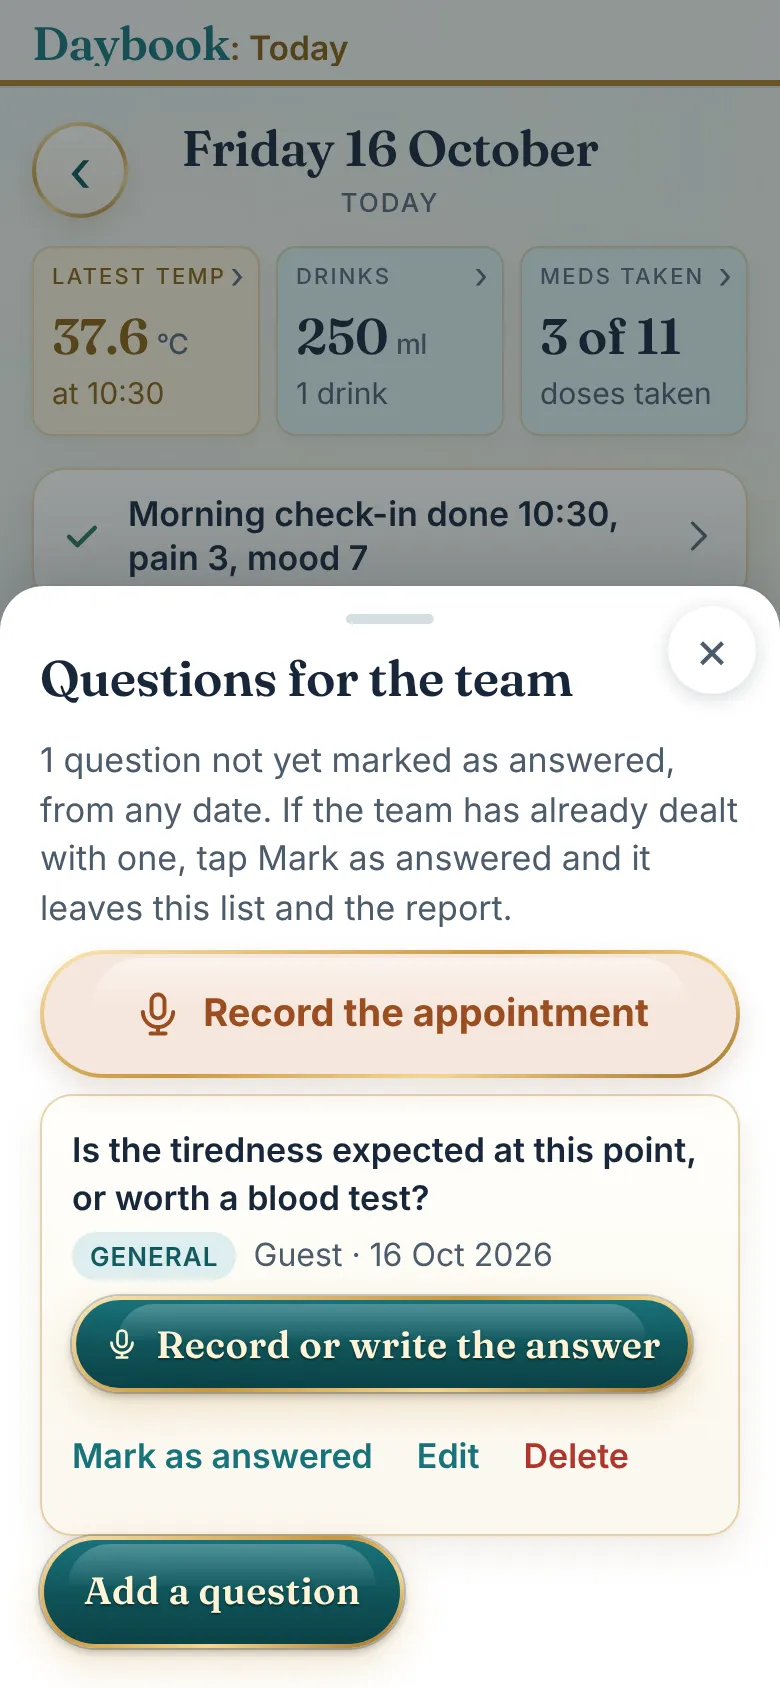 Daybook: Today
Friday 16 October
TODAY
LATEST TEMP
37.6 °C
at 10:30
DRINKS
250 ml
1 drink
MEDS TAKEN
3 of 11
doses taken
Morning check-in done 10:30,
pain 3, mood 7
Questions for the team
1 question not yet marked as answered,
from any date. If the team has already dealt
with one, tap Mark as answered and it
leaves this list and the report.
Record the appointment
Is the tiredness expected at this point,
or worth a blood test?
GENERAL Guest · 16 Oct 2026
Record or write the answer
Mark as answered Edit Delete
Add a question